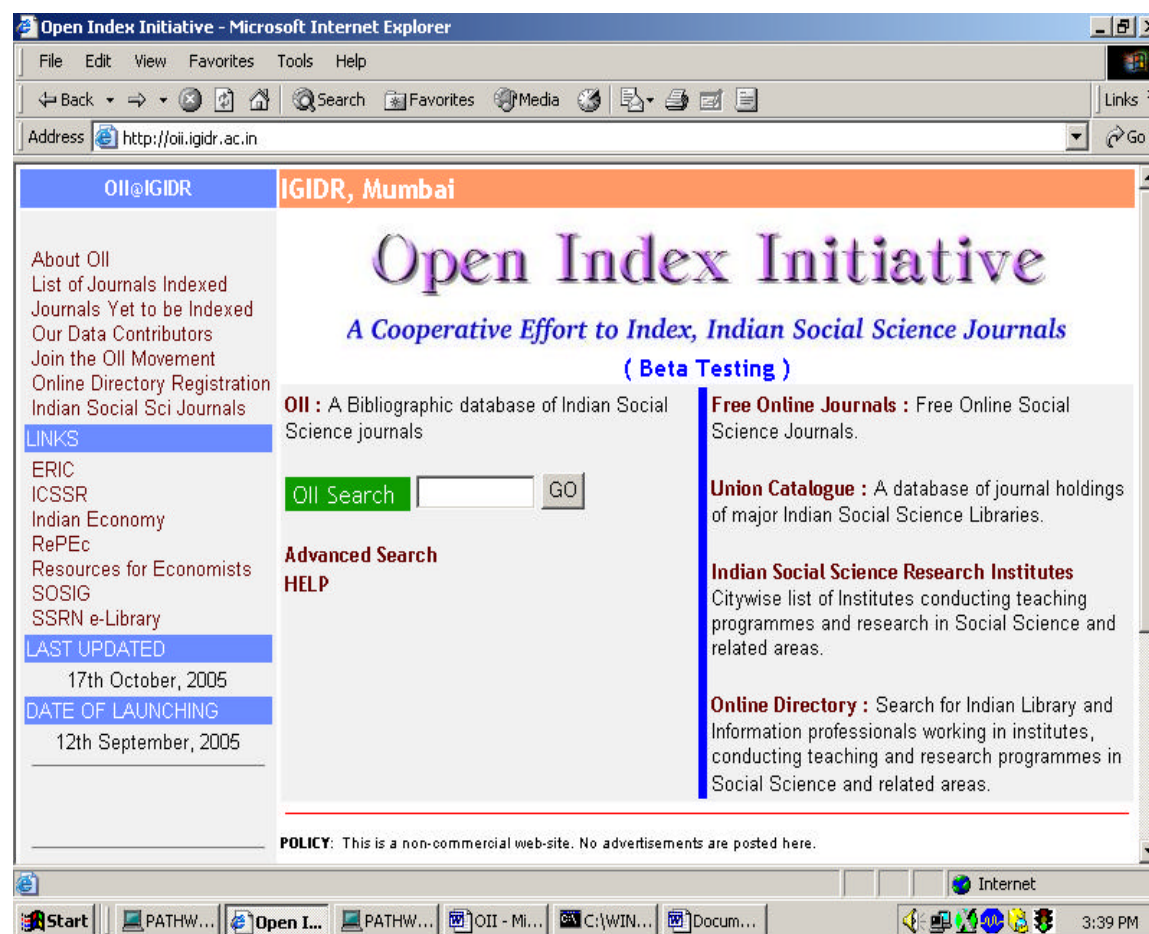 Open Index Initiative - Microsoft Internet Explorer
File Edit View Favorites Tools Help
Back Search Favorites Media Links
Address http://oii.igidr.ac.in Go
OII@IGIDR
About OII
List of Journals Indexed
Journals Yet to be Indexed
Our Data Contributors
Join the OII Movement
Online Directory Registration
Indian Social Sci Journals
LINKS
ERIC
ICSSR
Indian Economy
RePEc
Resources for Economists
SOSIG
SSRN e-Library
LAST UPDATED
17th October, 2005
DATE OF LAUNCHING
12th September, 2005
IGIDR, Mumbai
Open Index Initiative
A Cooperative Effort to Index, Indian Social Science Journals
( Beta Testing )
OII : A Bibliographic database of Indian Social
Science journals
OII Search GO
Advanced Search
HELP
Free Online Journals : Free Online Social
Science Journals.
Union Catalogue : A database of journal holdings
of major Indian Social Science Libraries.
Indian Social Science Research Institutes
Citywise list of Institutes conducting teaching
programmes and research in Social Science and
related areas.
Online Directory : Search for Indian Library and
Information professionals working in institutes,
conducting teaching and research programmes in
Social Science and related areas.
POLICY: This is a non-commercial web-site. No advertisements are posted here.
Internet
Start PATHW... Open I... PATHW... OII - Mi... C:\WIN... Docum... 3:39 PM